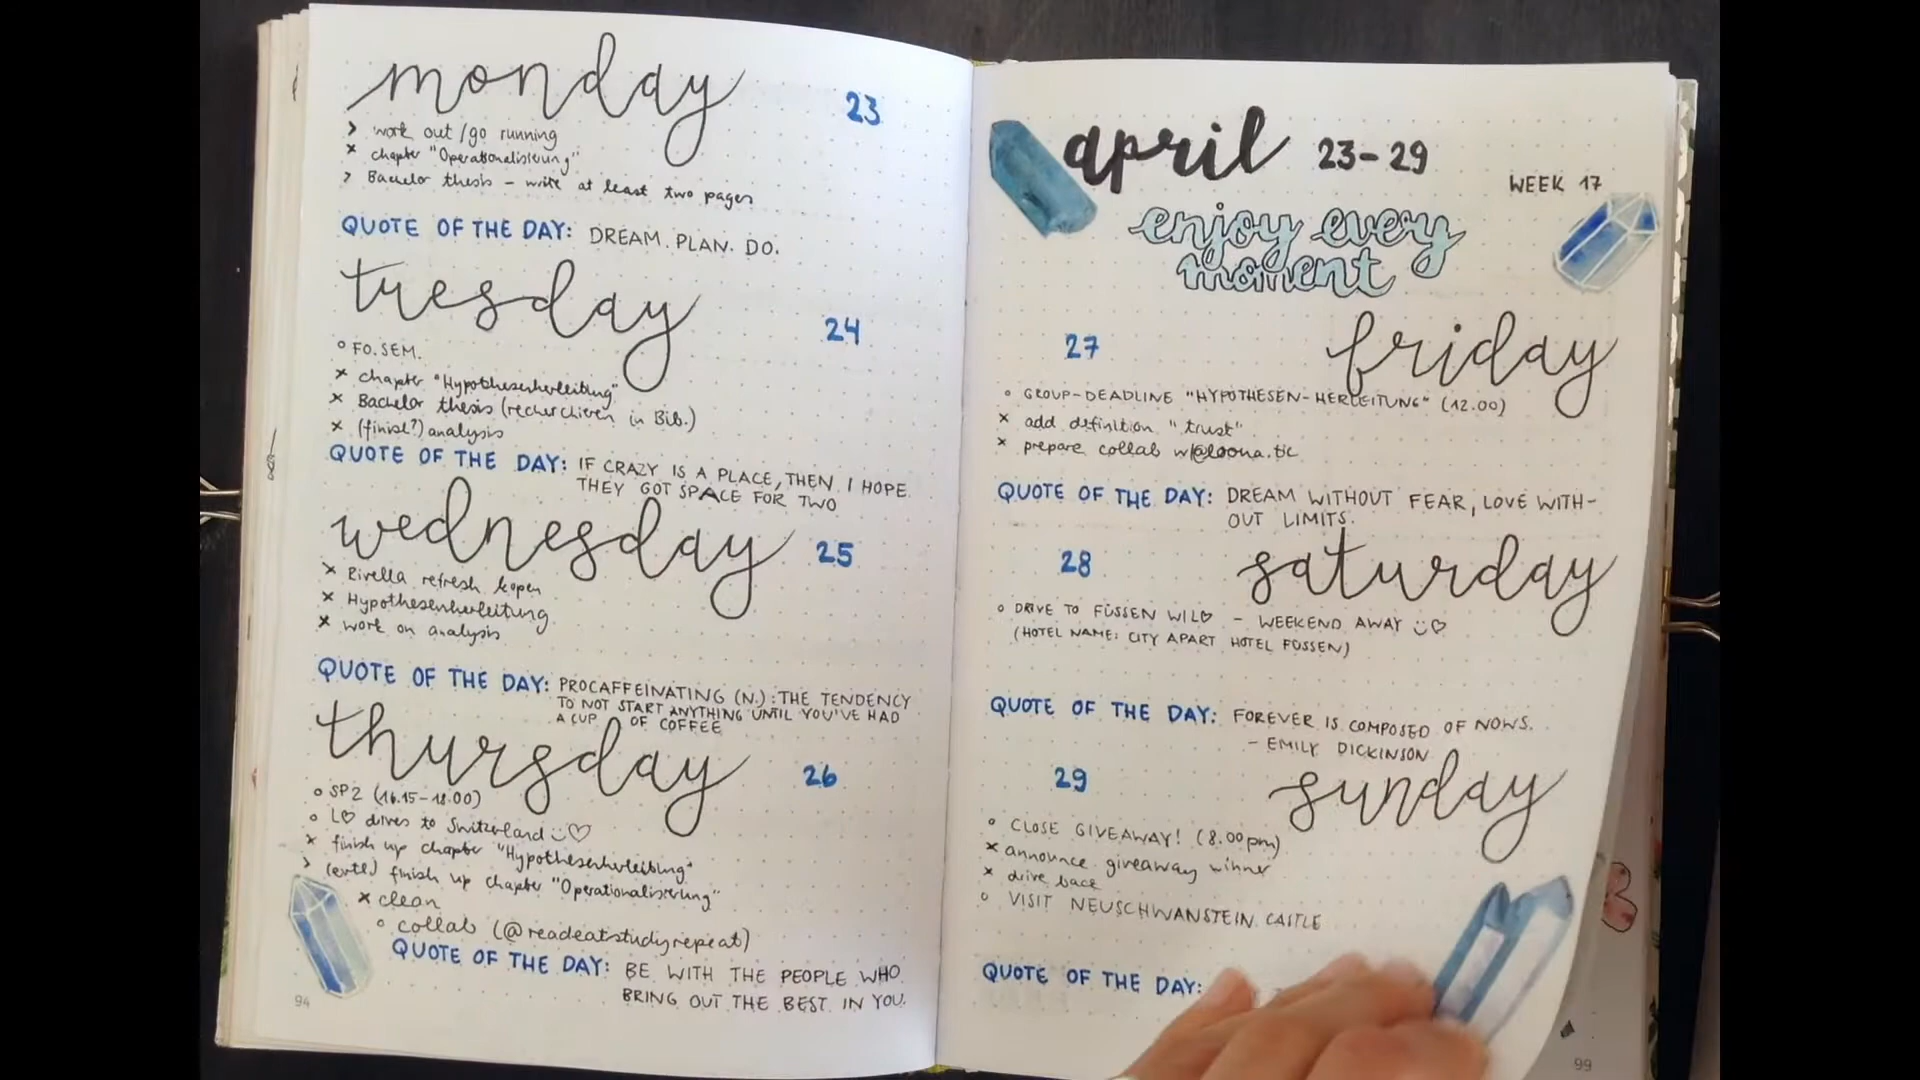 monday
23
> work out/go running
× chapter "Operationalisierung"
> Bachelor thesis - write at least two pages
QUOTE OF THE DAY: DREAM. PLAN. DO.
tuesday
24
° FO. SEM.
× chapter "Hypothesenherleitung"
× Bachelor thesis (recherchieren in Bib.)
× (finish?) analysis
QUOTE OF THE DAY: IF CRAZY IS A PLACE, THEN I HOPE
THEY GOT SPACE FOR TWO
wednesday
25
× Rivella refresh kopen
× Hypothesenherleitung
× work on analysis
QUOTE OF THE DAY: PROCAFFEINATING (N.): THE TENDENCY
TO NOT START ANYTHING UNTIL YOU'VE HAD
A CUP OF COFFEE
thursday
26
° SP2 (16.15-18.00)
° L♡ drives to Switzerland ♡
× finish up chapter "Hypothesenherleitung"
> (evtl) finish up chapter "Operationalisierung"
× clean
° collab (@readeatstudyrepeat)
QUOTE OF THE DAY: BE WITH THE PEOPLE WHO
BRING OUT THE BEST IN YOU.
94
april 23-29
WEEK 17
enjoy every
moment
27
friday
° GROUP-DEADLINE "HYPOTHESEN-HERLEITUNG" (12.00)
× add definition "trust"
× prepare collab w/@loona.tic
QUOTE OF THE DAY: DREAM WITHOUT FEAR, LOVE WITH-
OUT LIMITS.
28
saturday
° DRIVE TO FÜSSEN W/L♡ - WEEKEND AWAY ♡
(HOTEL NAME: CITY APART HOTEL FÜSSEN)
QUOTE OF THE DAY: FOREVER IS COMPOSED OF NOWS.
- EMILY DICKINSON
29
sunday
° CLOSE GIVEAWAY! (8.00pm)
× announce giveaway winner
× drive back
° VISIT NEUSCHWANSTEIN CASTLE
QUOTE OF THE DAY:
99